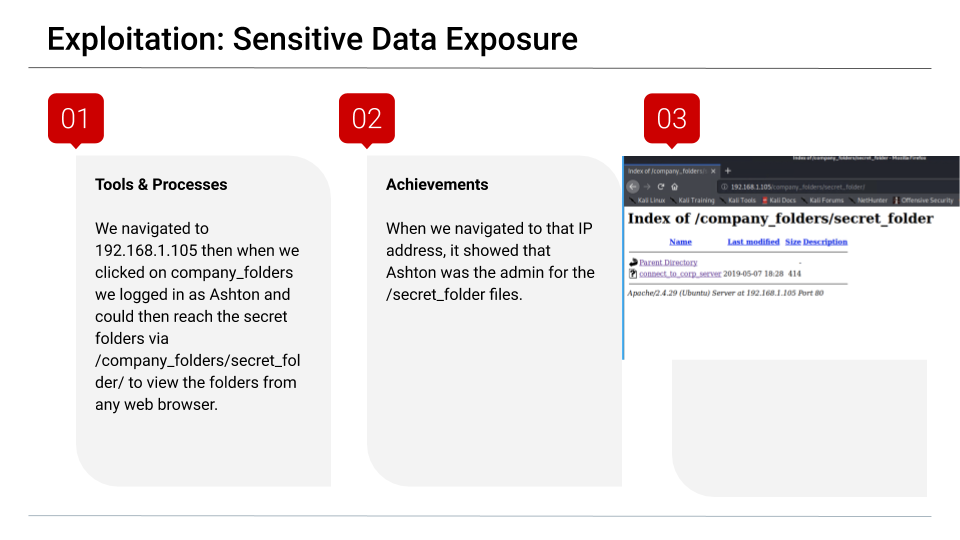 Exploitation: Sensitive Data Exposure
01
02
03
Tools & Processes
We navigated to
192.168.1.105 then when we
clicked on company_folders
we logged in as Ashton and
could then reach the secret
folders via
/company_folders/secret_fol
der/ to view the folders from
any web browser.
Achievements
When we navigated to that IP
address, it showed that
Ashton was the admin for the
/secret_folder files.
Index of /company_folders/secret_folder - Mozilla Firefox
Index of /company_folders/
192.168.1.105/company_folders/secret_folder/
Kali Linux Kali Training Kali Tools Kali Docs Kali Forums NetHunter Offensive Security
Index of /company_folders/secret_folder
Name Last modified Size Description
Parent Directory -
connect_to_corp_server 2019-05-07 18:28 414
Apache/2.4.29 (Ubuntu) Server at 192.168.1.105 Port 80